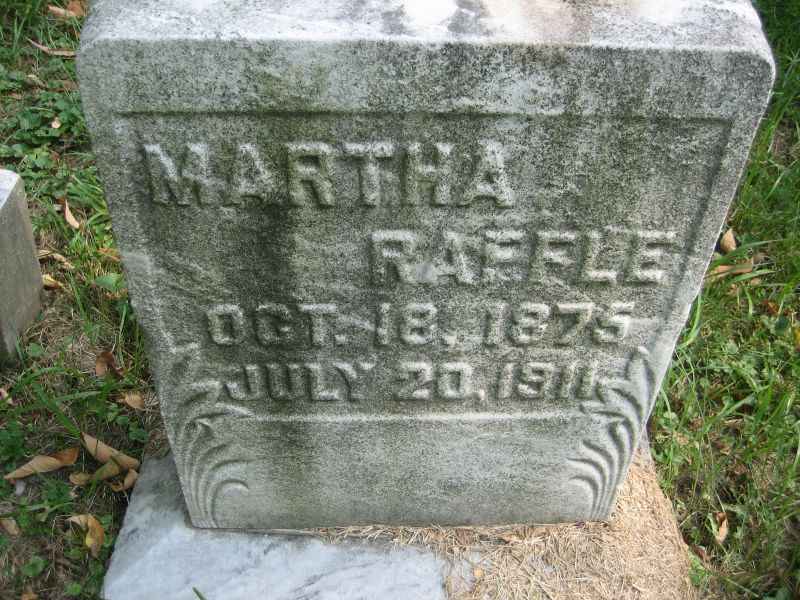 MARTHA
RAFFLE
OCT. 18, 1875
JULY 20, 1911